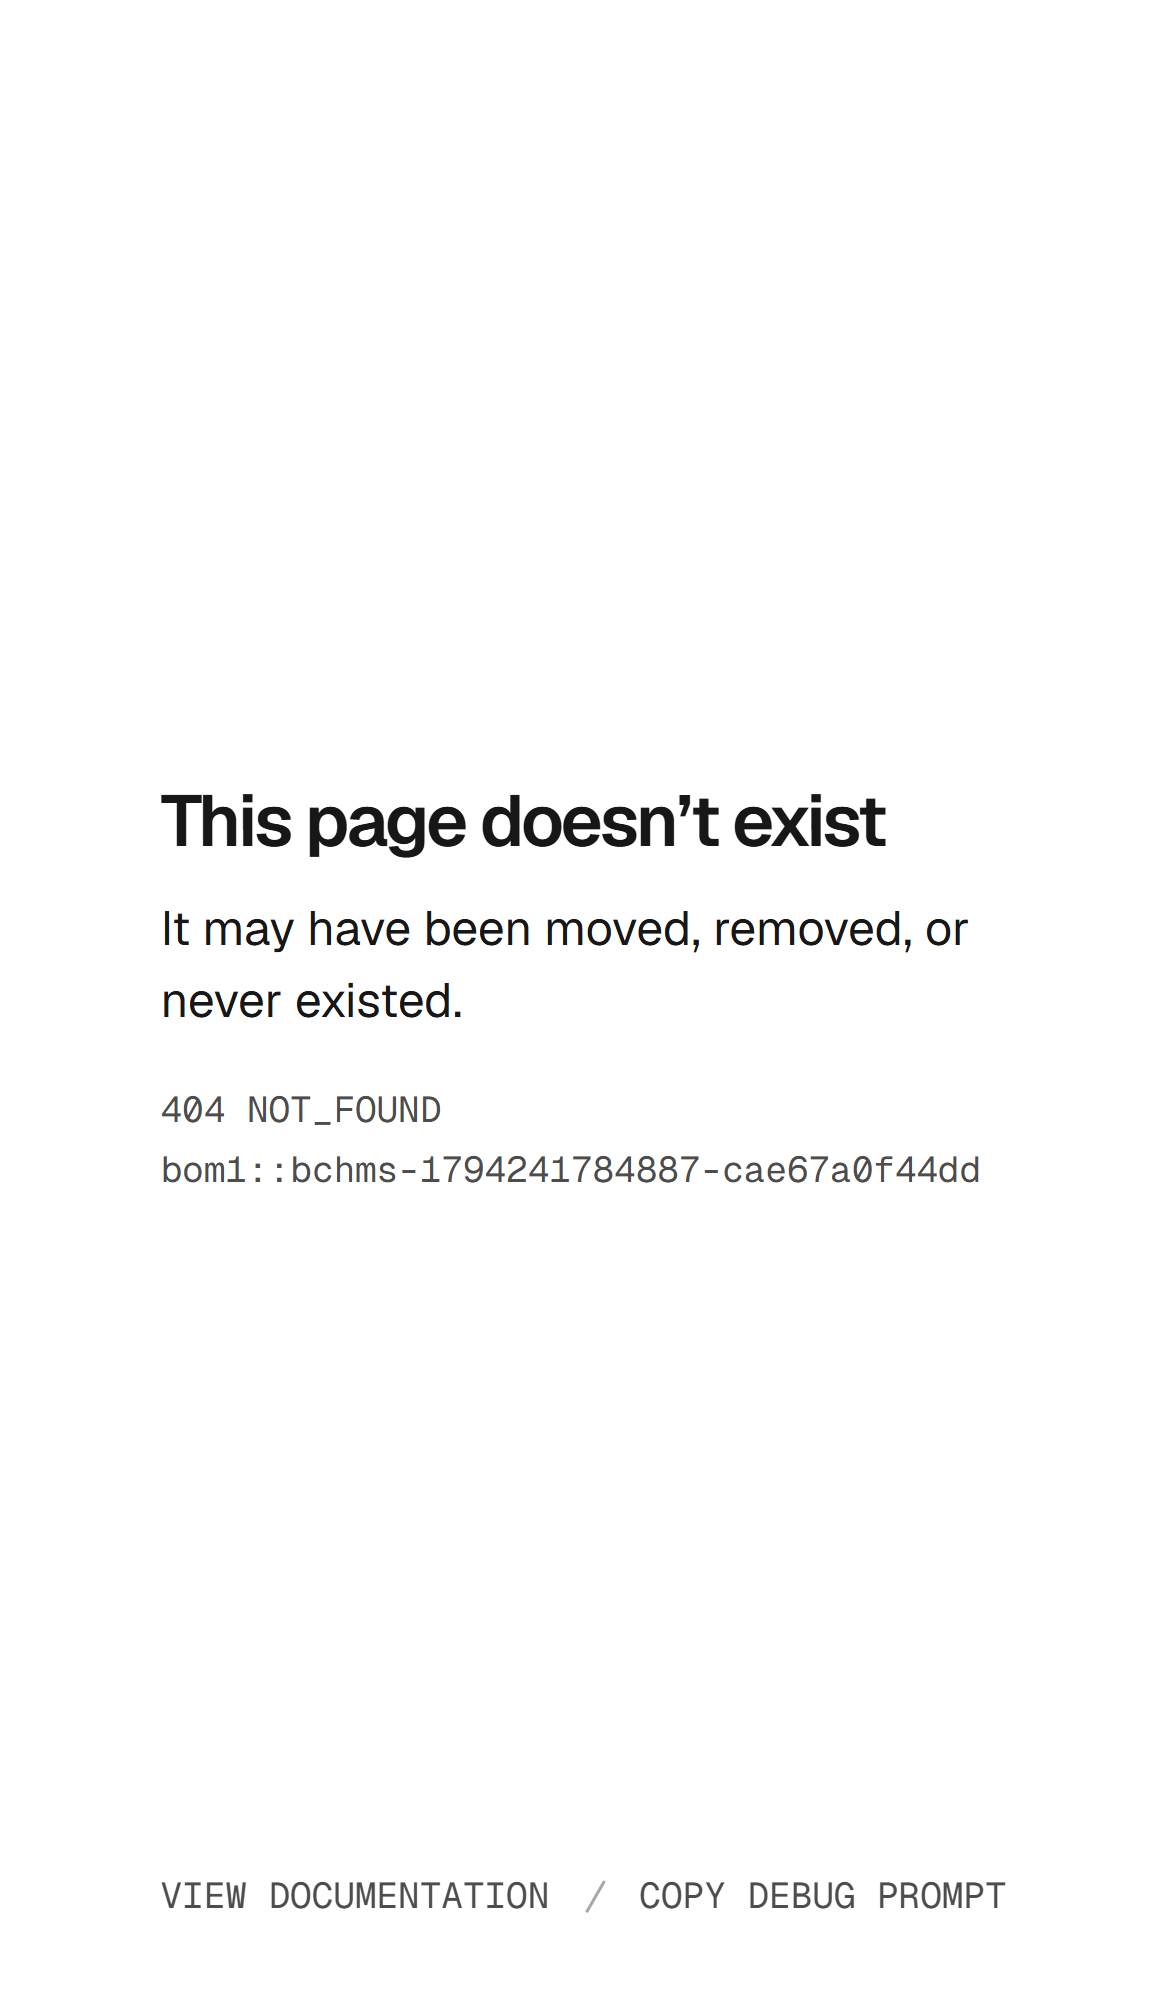 This page doesn’t exist
It may have been moved, removed, or
never existed.
404 NOT_FOUND
bom1::bchms-1794241784887-cae67a0f44dd
VIEW DOCUMENTATION / COPY DEBUG PROMPT